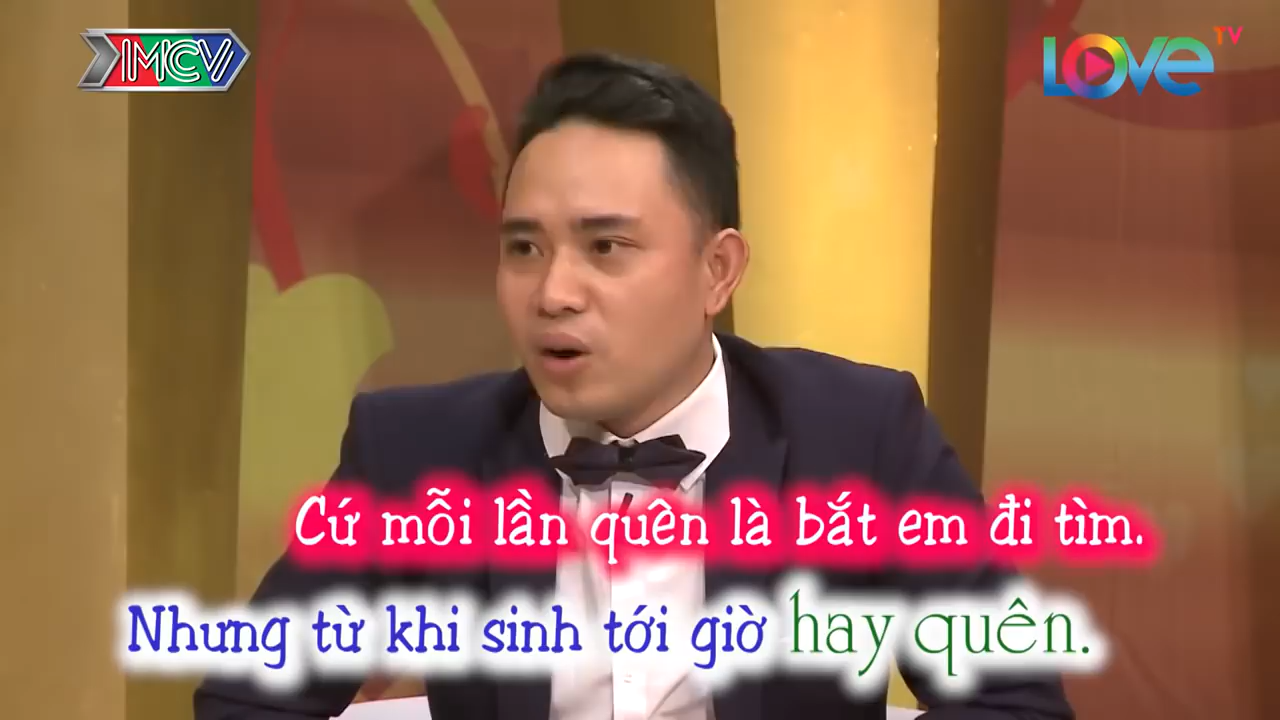 MCV
LOVE TV
Cứ mỗi lần quên là bắt em đi tìm.
Nhưng từ khi sinh tới giờ hay quên.